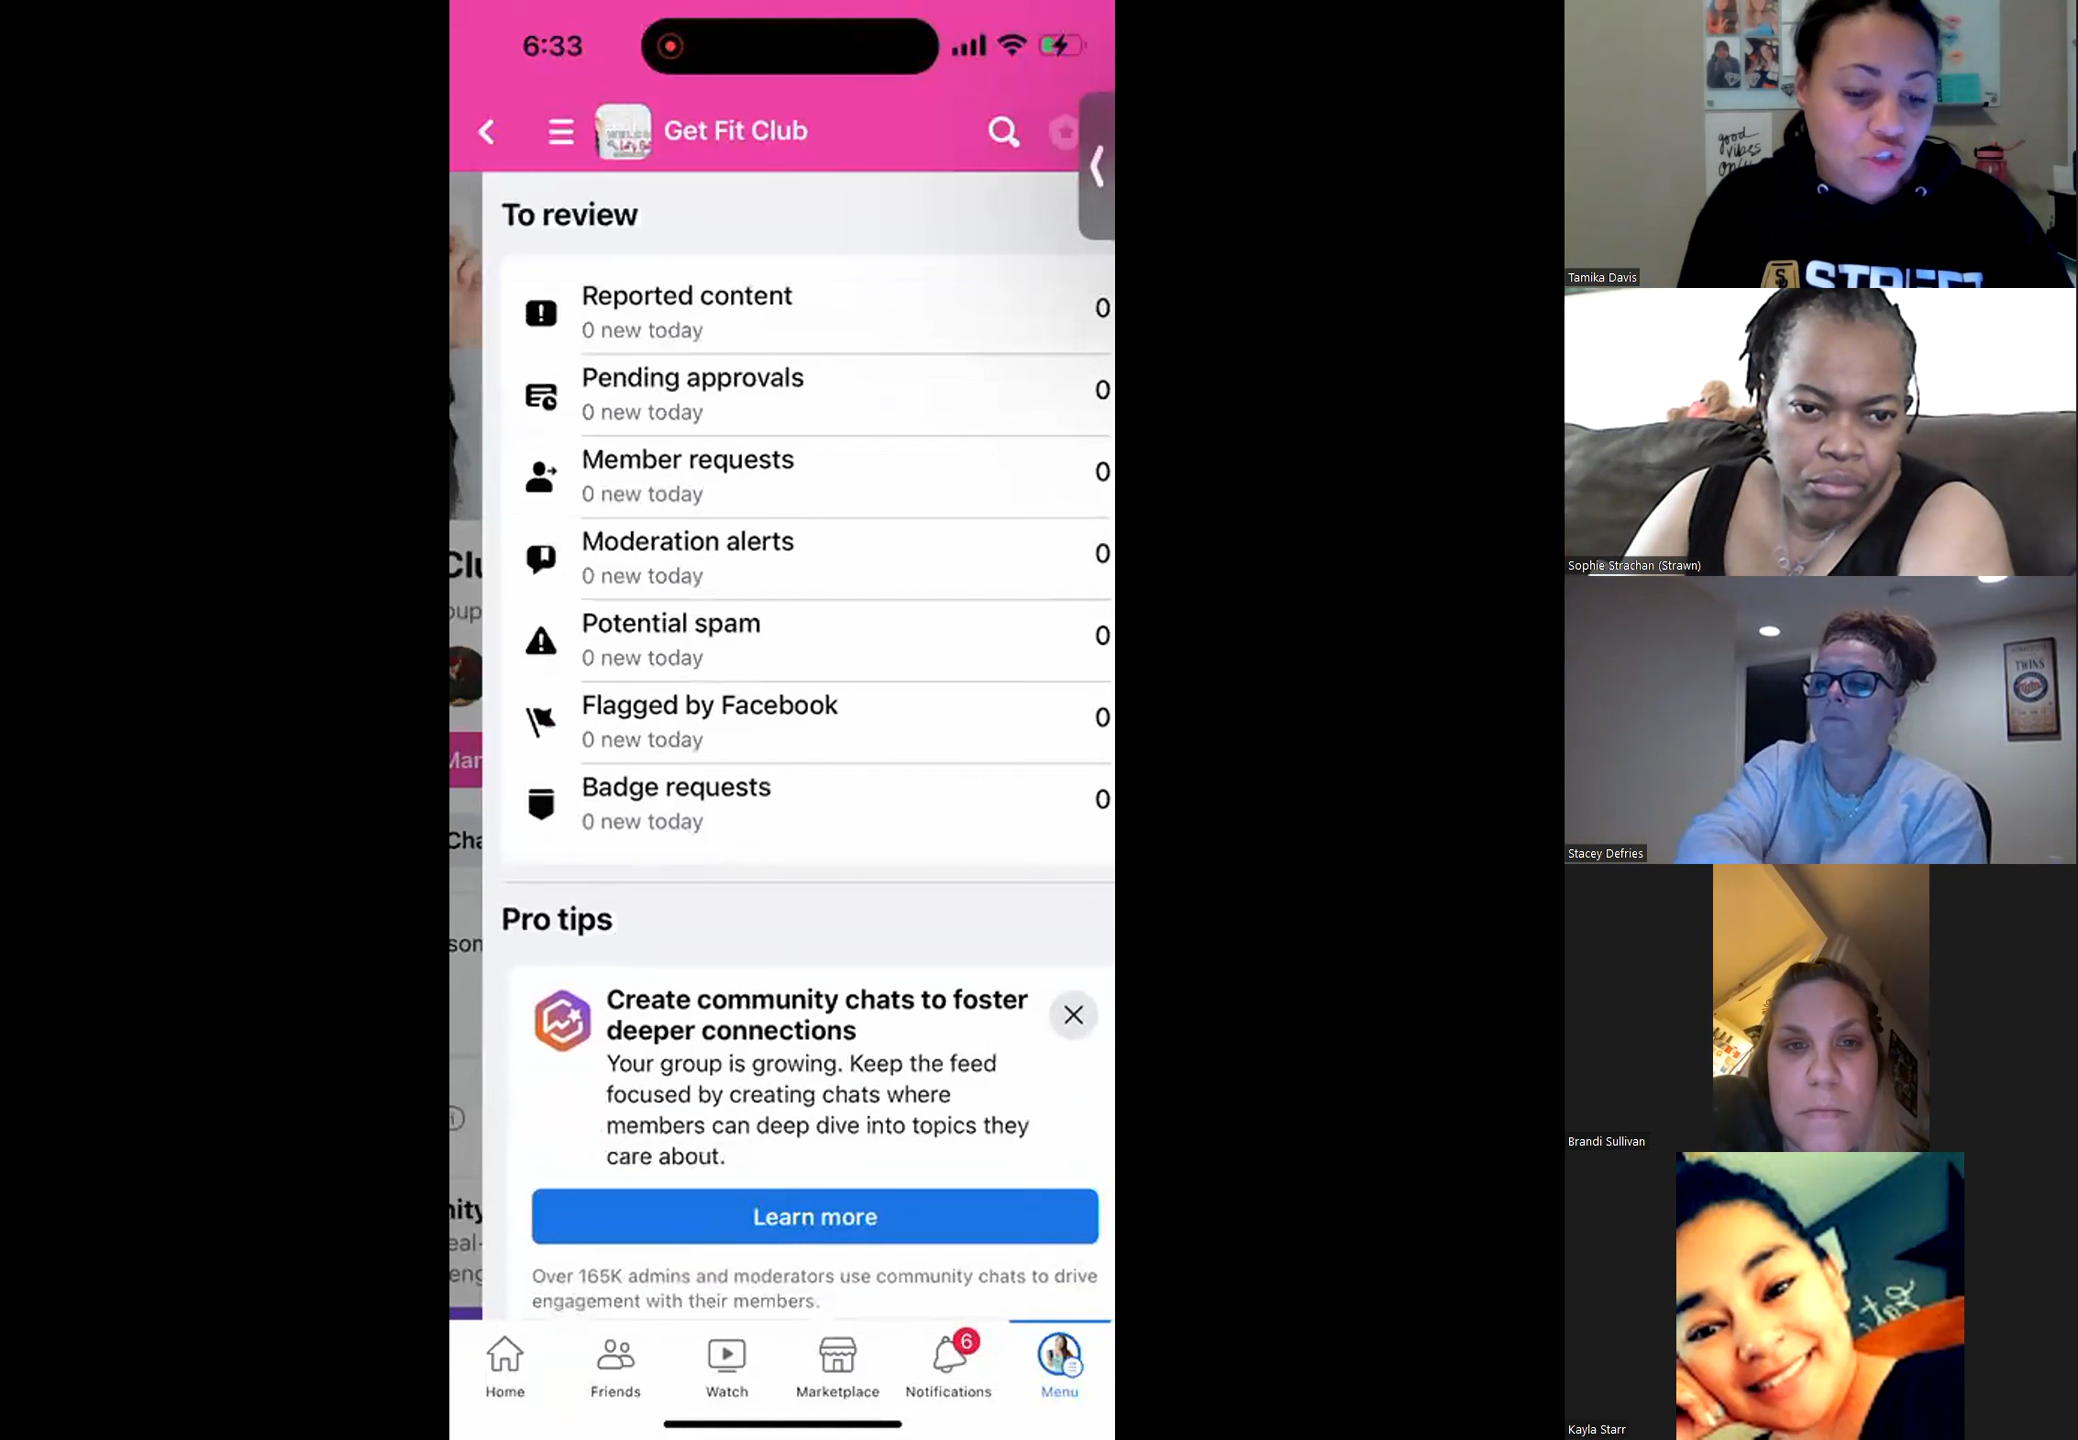 6:33
Get Fit Club
To review
Reported content
0
0 new today
Pending approvals
0
0 new today
Member requests
0
0 new today
Moderation alerts
0
0 new today
Potential spam
0
0 new today
Flagged by Facebook
0
0 new today
Badge requests
0
0 new today
Pro tips
Create community chats to foster
deeper connections
Your group is growing. Keep the feed
focused by creating chats where
members can deep dive into topics they
care about.
Learn more
Over 165K admins and moderators use community chats to drive
engagement with their members.
6
Home
Friends
Watch
Marketplace
Notifications
Menu
good
vibes
Tamika Davis
Sophie Strachan (Strawn)
TWINS
Stacey Defries
Brandi Sullivan
Kayla Starr